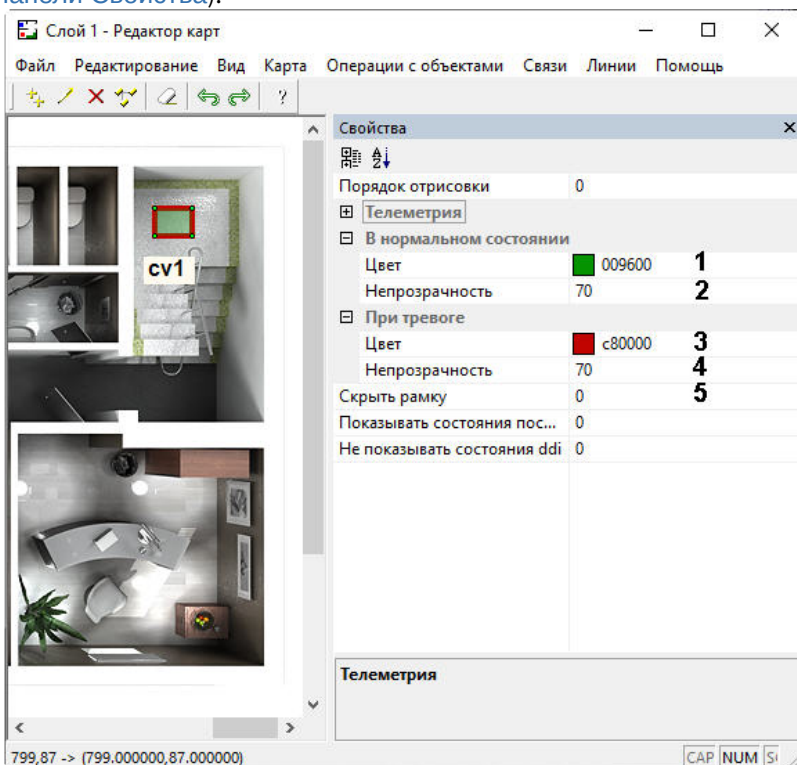 панели Свойства).
Слой 1 - Редактор карт
Файл Редактирование Вид Карта Операции с объектами Связи Линии Помощь
?
Свойства
Порядок отрисовки 0
Телеметрия
В нормальном состоянии
Цвет 009600 1
Непрозрачность 70 2
При тревоге
Цвет c80000 3
Непрозрачность 70 4
Скрыть рамку 0 5
Показывать состояния пос... 0
Не показывать состояния ddi 0
cv1
Телеметрия
799,87 -> (799.000000,87.000000) CAP NUM